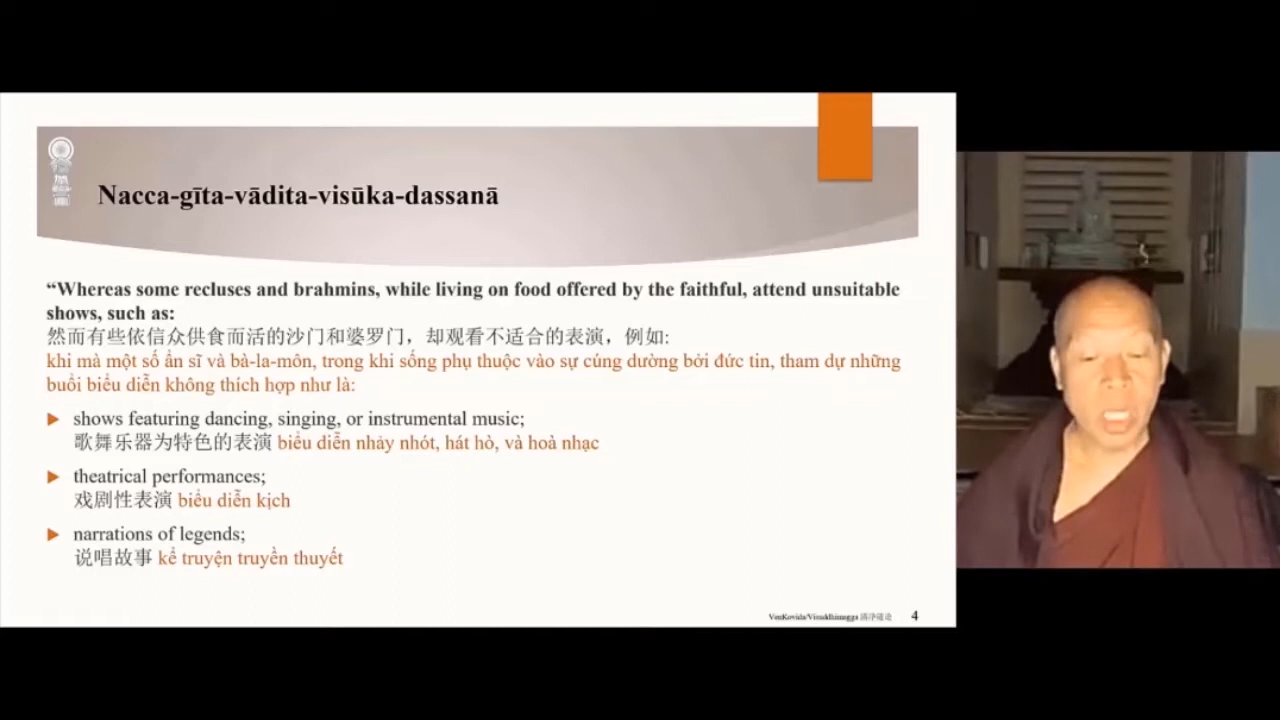 Nacca-gīta-vādita-visūka-dassanā
“Whereas some recluses and brahmins, while living on food offered by the faithful, attend unsuitable
shows, such as:
然而有些依信众供食而活的沙门和婆罗门，却观看不适合的表演，例如:
khi mà một số ẩn sĩ và bà-la-môn, trong khi sống phụ thuộc vào sự cúng dường bởi đức tin, tham dự những
buổi biểu diễn không thích hợp như là:
shows featuring dancing, singing, or instrumental music;
歌舞乐器为特色的表演 biểu diễn nhảy nhót, hát hò, và hoà nhạc
theatrical performances;
戏剧性表演 biểu diễn kịch
narrations of legends;
说唱故事 kể truyện truyền thuyết
VenKovida/Visuddhimagga 清净道论 4